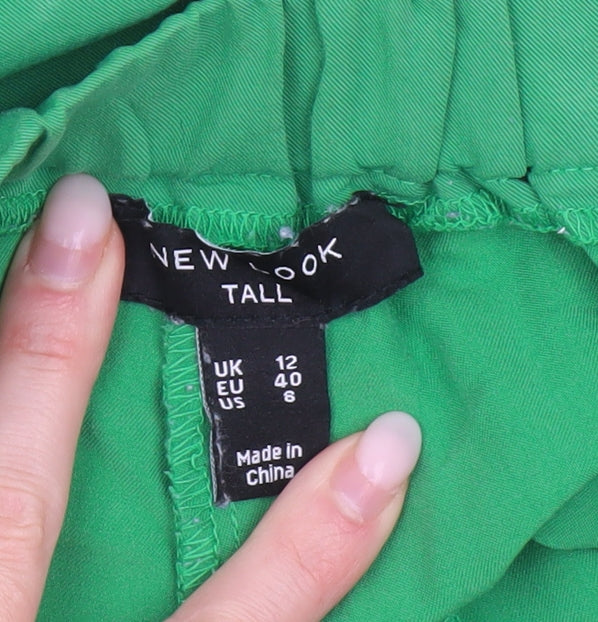 NEW LOOK
TALL
UK 12
EU 40
US 8
Made in
China